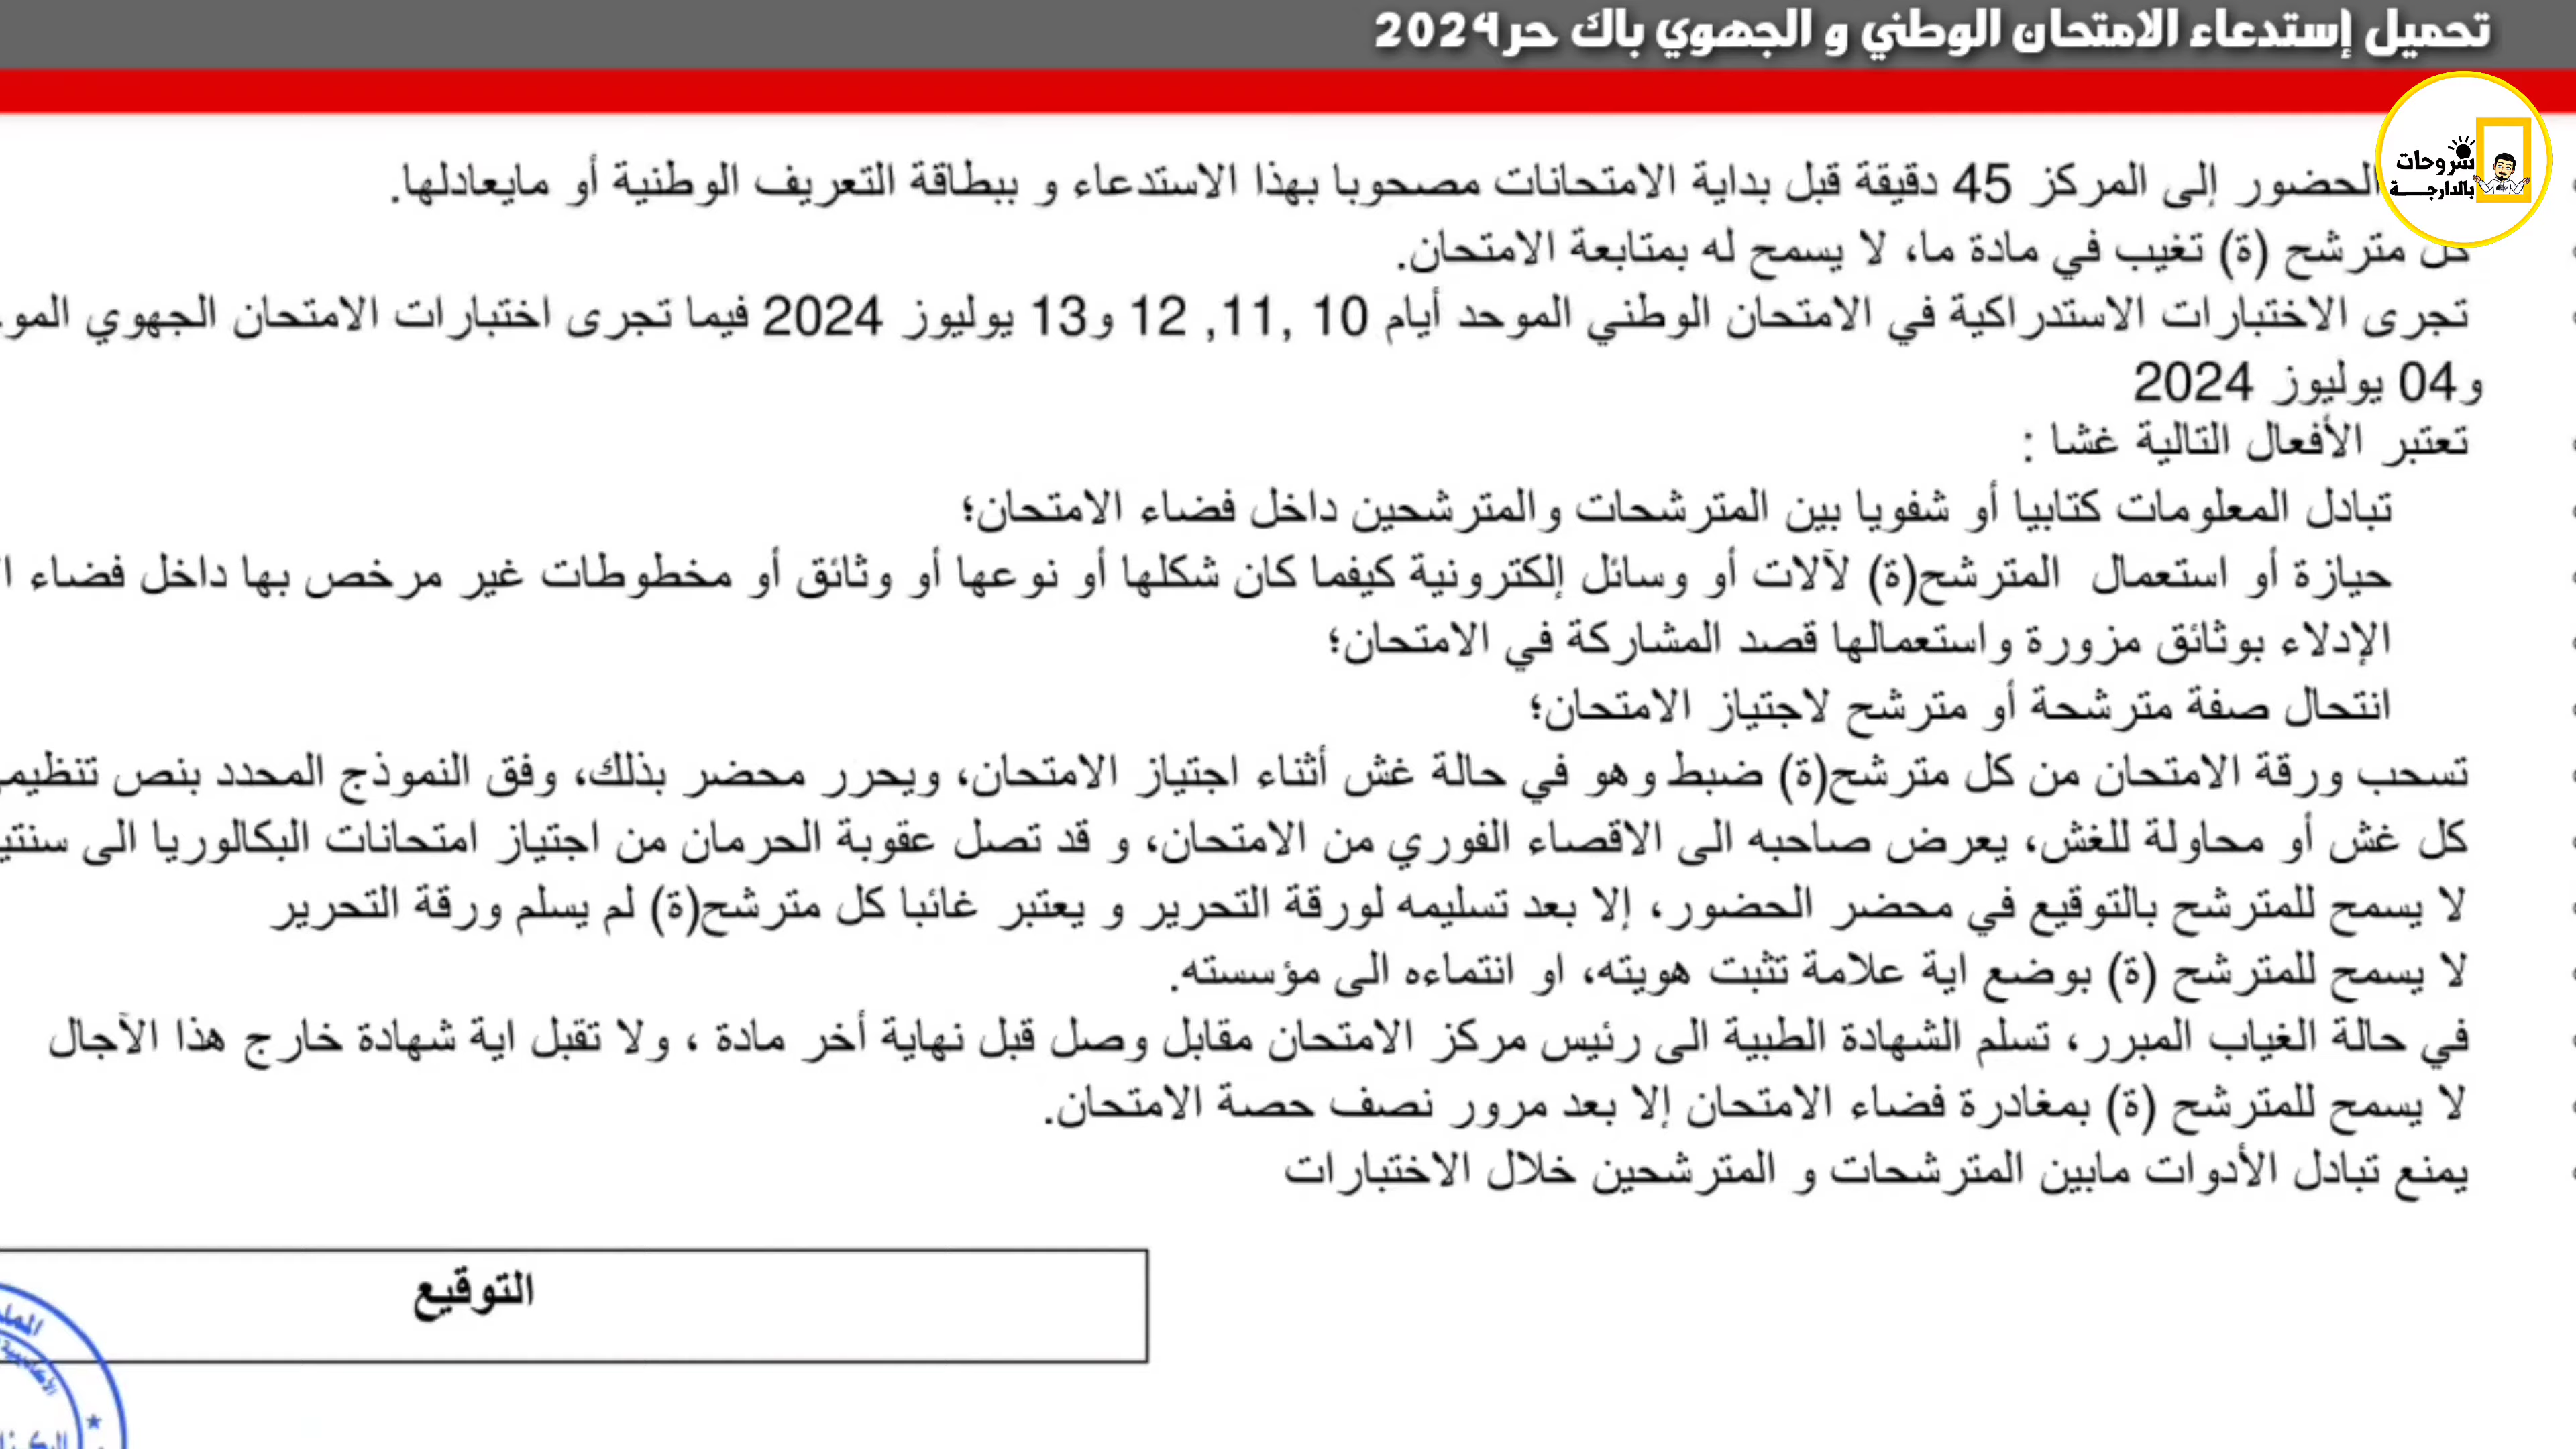 تحميل إستدعاء الامتحان الوطني و الجهوي باك حر2024
شروحات
بالدارجة
الحضور إلى المركز 45 دقيقة قبل بداية الامتحانات مصحوبا بهذا الاستدعاء و ببطاقة التعريف الوطنية أو مايعادلها.
كل مترشح (ة) تغيب في مادة ما، لا يسمح له بمتابعة الامتحان.
تجرى الاختبارات الاستدراكية في الامتحان الوطني الموحد أيام 10 ,11, 12 و13 يوليوز 2024 فيما تجرى اختبارات الامتحان الجهوي
و04 يوليوز 2024
تعتبر الأفعال التالية غشا :
تبادل المعلومات كتابيا أو شفويا بين المترشحات والمترشحين داخل فضاء الامتحان؛
حيازة أو استعمال المترشح(ة) لآلات أو وسائل إلكترونية كيفما كان شكلها أو نوعها أو وثائق أو مخطوطات غير مرخص بها داخل فضاء
الإدلاء بوثائق مزورة واستعمالها قصد المشاركة في الامتحان؛
انتحال صفة مترشحة أو مترشح لاجتياز الامتحان؛
تسحب ورقة الامتحان من كل مترشح(ة) ضبط وهو في حالة غش أثناء اجتياز الامتحان، ويحرر محضر بذلك، وفق النموذج المحدد بنص
كل غش أو محاولة للغش، يعرض صاحبه الى الاقصاء الفوري من الامتحان، و قد تصل عقوبة الحرمان من اجتياز امتحانات البكالوريا الى
لا يسمح للمترشح بالتوقيع في محضر الحضور، إلا بعد تسليمه لورقة التحرير و يعتبر غائبا كل مترشح(ة) لم يسلم ورقة التحرير
لا يسمح للمترشح (ة) بوضع اية علامة تثبت هويته، او انتماءه الى مؤسسته.
في حالة الغياب المبرر، تسلم الشهادة الطبية الى رئيس مركز الامتحان مقابل وصل قبل نهاية أخر مادة ، ولا تقبل اية شهادة خارج هذا الآجال
لا يسمح للمترشح (ة) بمغادرة فضاء الامتحان إلا بعد مرور نصف حصة الامتحان.
يمنع تبادل الأدوات مابين المترشحات و المترشحين خلال الاختبارات
التوقيع